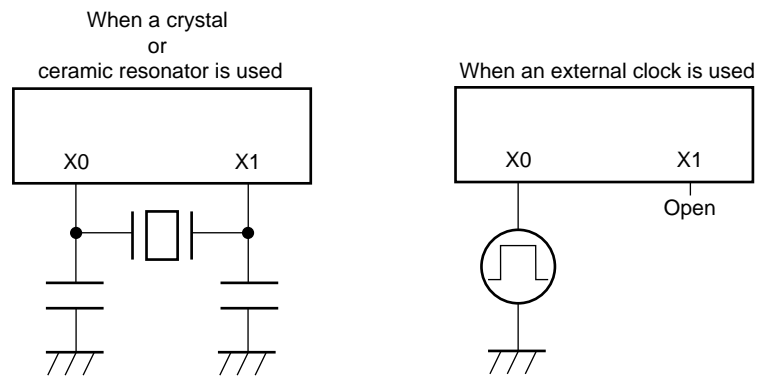 When a crystal
or
ceramic resonator is used
X0
X1
When an external clock is used
X0
X1
Open